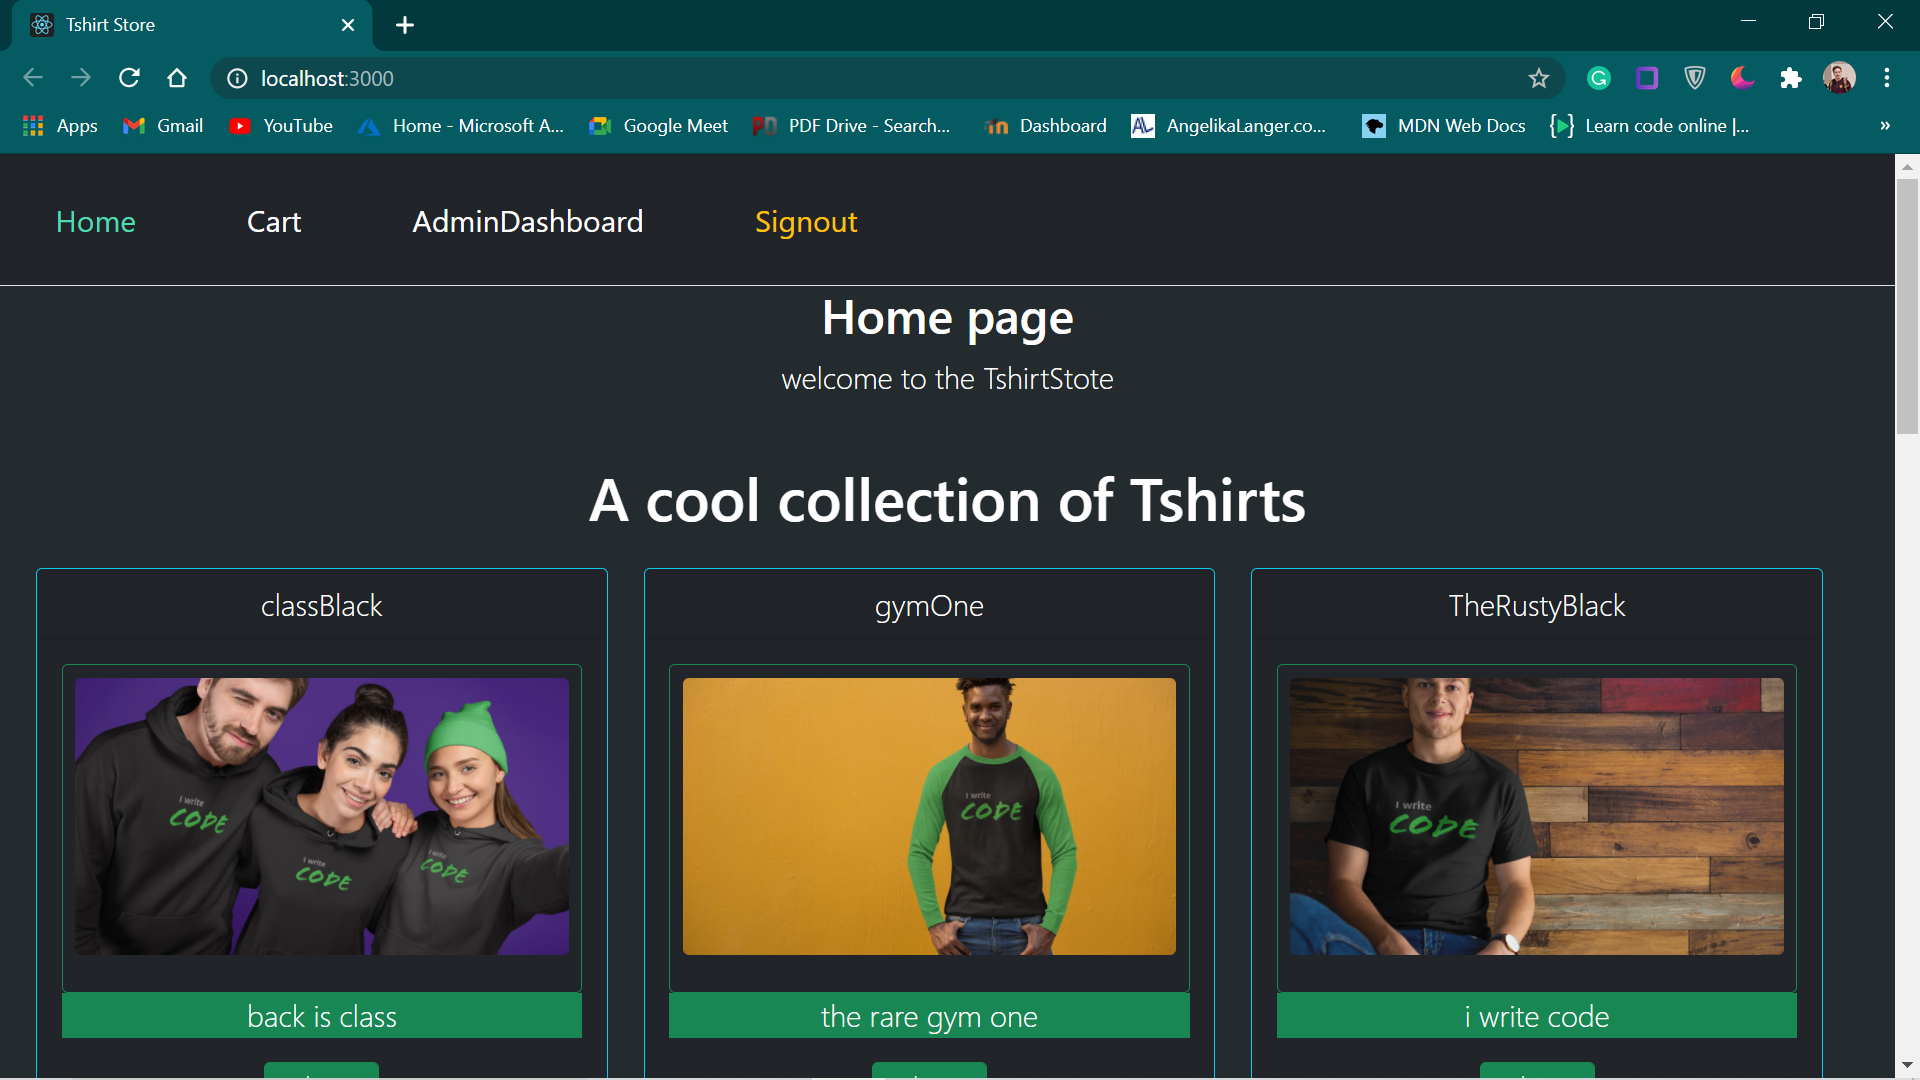 Tshirt Store
localhost:3000
Apps Gmail YouTube Home - Microsoft A... Google Meet PDF Drive - Search... Dashboard AngelikaLanger.co... MDN Web Docs Learn code online |... »
Home Cart AdminDashboard Signout
Home page
welcome to the TshirtStote
A cool collection of Tshirts
classBlack gymOne TheRustyBlack
I write
CODE
I write
CODE
I write
CODE
I write
CODE
I write
CODE
back is class the rare gym one i write code